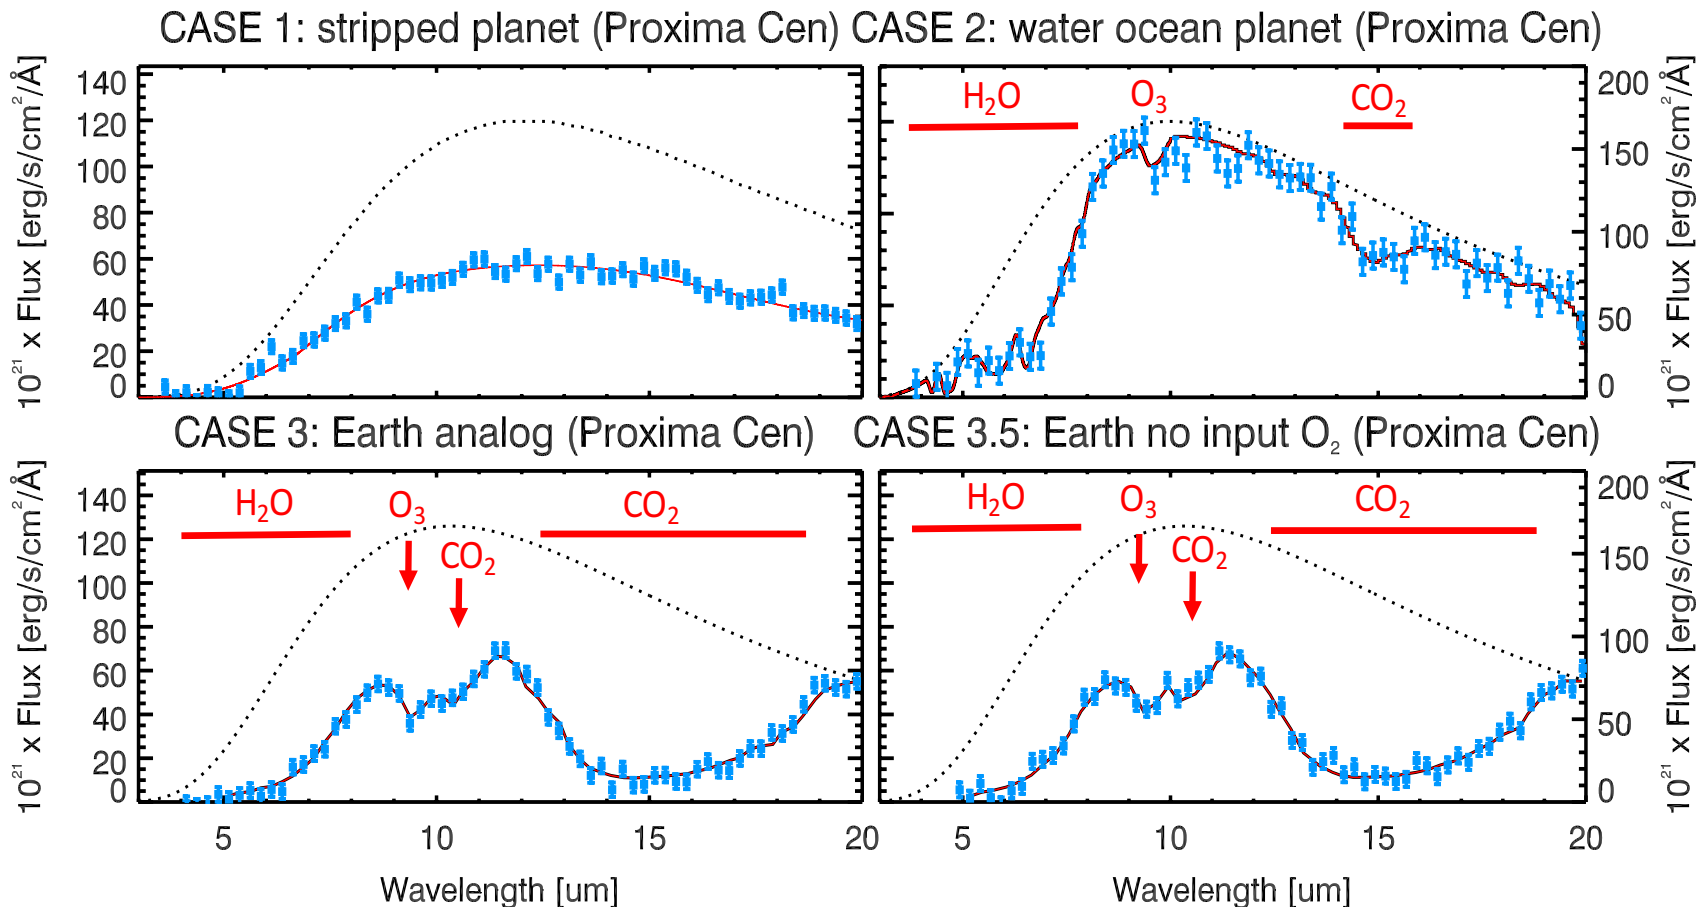 CASE 1: stripped planet (Proxima Cen)
CASE 2: water ocean planet (Proxima Cen)
10²¹ x Flux [erg/s/cm²/Å]
140
120
100
80
60
40
20
0
H₂O
O₃
CO₂
200
150
100
50
0
10²¹ x Flux [erg/s/cm²/Å]
CASE 3: Earth analog (Proxima Cen)
CASE 3.5: Earth no input O₂ (Proxima Cen)
10²¹ x Flux [erg/s/cm²/Å]
140
120
100
80
60
40
20
0
H₂O
O₃
CO₂
CO₂
5
10
15
20
Wavelength [um]
H₂O
O₃
CO₂
CO₂
200
150
100
50
0
10²¹ x Flux [erg/s/cm²/Å]
5
10
15
20
Wavelength [um]